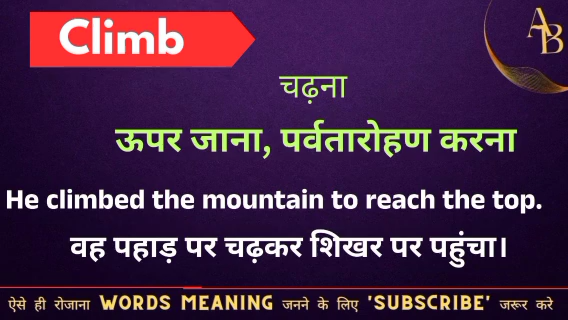 Climb
AB
चढ़ना
ऊपर जाना, पर्वतारोहण करना
He climbed the mountain to reach the top.
वह पहाड़ पर चढ़कर शिखर पर पहुंचा।
ऐसे ही रोजाना WORDS MEANING जनने के लिए 'SUBSCRIBE' जरूर करे